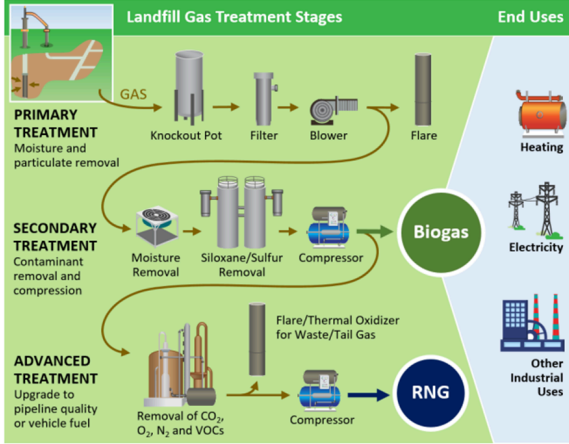 Landfill Gas Treatment Stages
End Uses
GAS
PRIMARY
TREATMENT
Moisture and
particulate removal
Knockout Pot
Filter
Blower
Flare
Heating
SECONDARY
TREATMENT
Contaminant
removal and
compression
Moisture
Removal
Siloxane/Sulfur
Removal
Compressor
Biogas
Electricity
ADVANCED
TREATMENT
Upgrade to
pipeline quality
or vehicle fuel
Removal of CO₂,
O₂, N₂ and VOCs
Flare/Thermal Oxidizer
for Waste/Tail Gas
Compressor
RNG
Other
Industrial
Uses